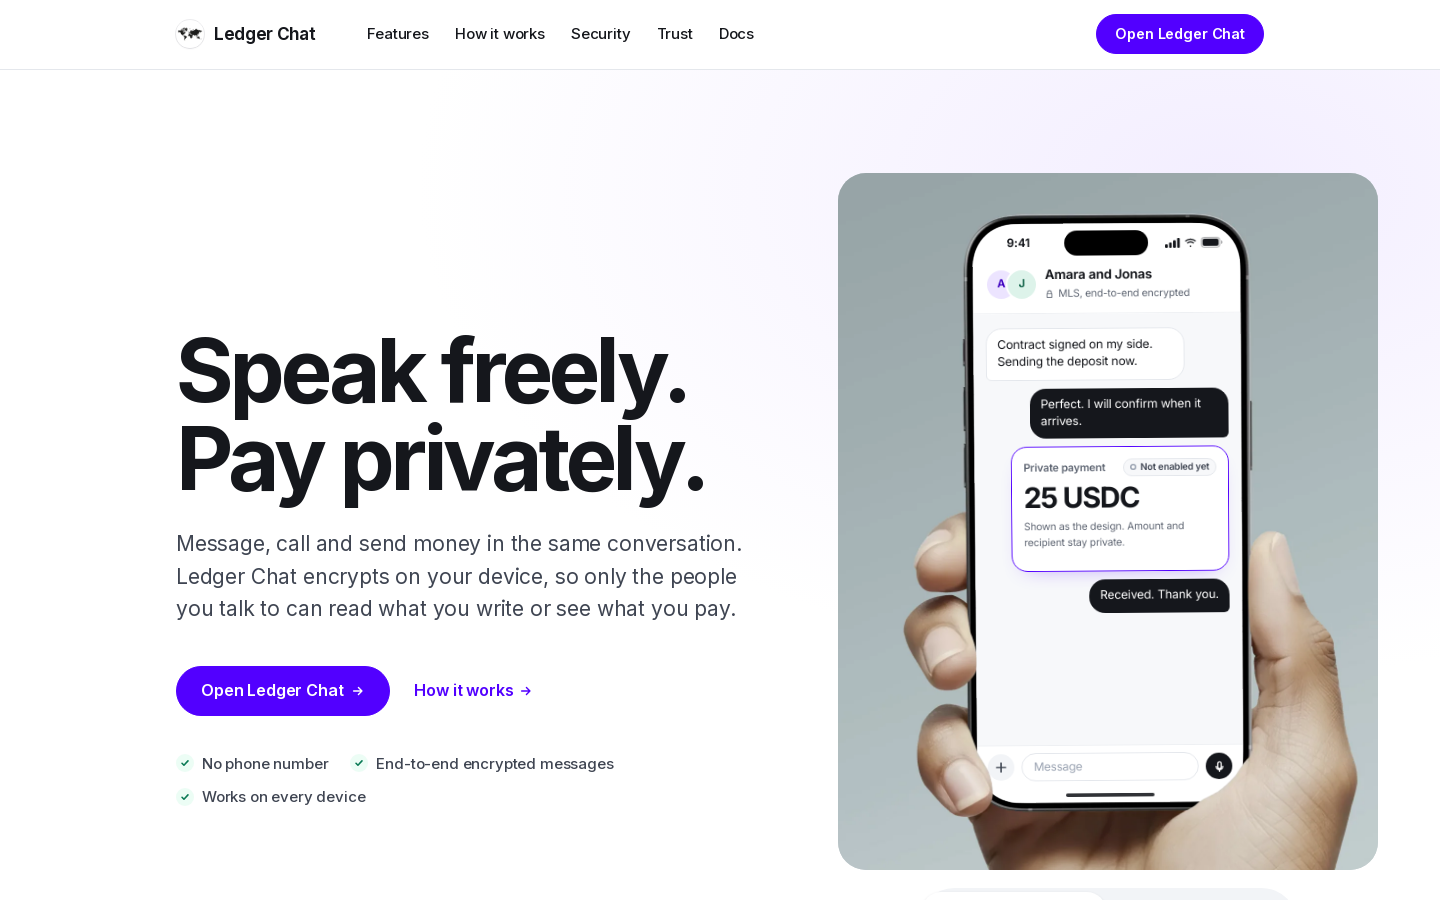 Ledger Chat
Features
How it works
Security
Trust
Docs
Open Ledger Chat
Speak freely.
Pay privately.
Message, call and send money in the same conversation.
Ledger Chat encrypts on your device, so only the people
you talk to can read what you write or see what you pay.
Open Ledger Chat
How it works
No phone number
End-to-end encrypted messages
Works on every device
9:41
A
J
Amara and Jonas
MLS, end-to-end encrypted
Contract signed on my side.
Sending the deposit now.
Perfect. I will confirm when it
arrives.
Private payment
Not enabled yet
25 USDC
Shown as the design. Amount and
recipient stay private.
Received. Thank you.
Message